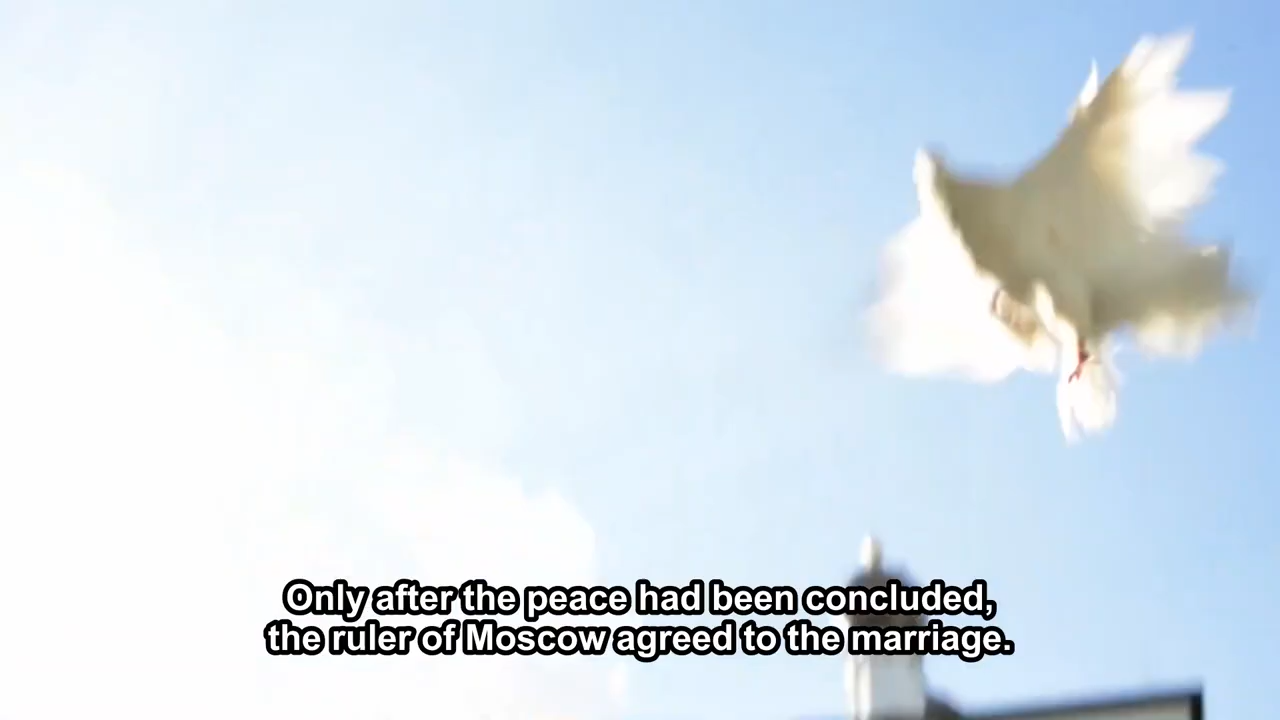 Only after the peace had been concluded,
the ruler of Moscow agreed to the marriage.